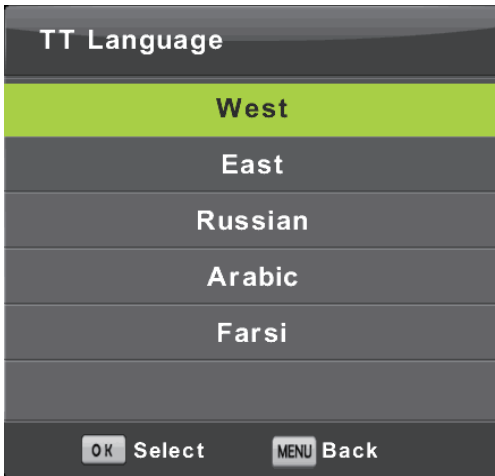 TT Language
West
East
Russian
Arabic
Farsi
OK Select MENU Back